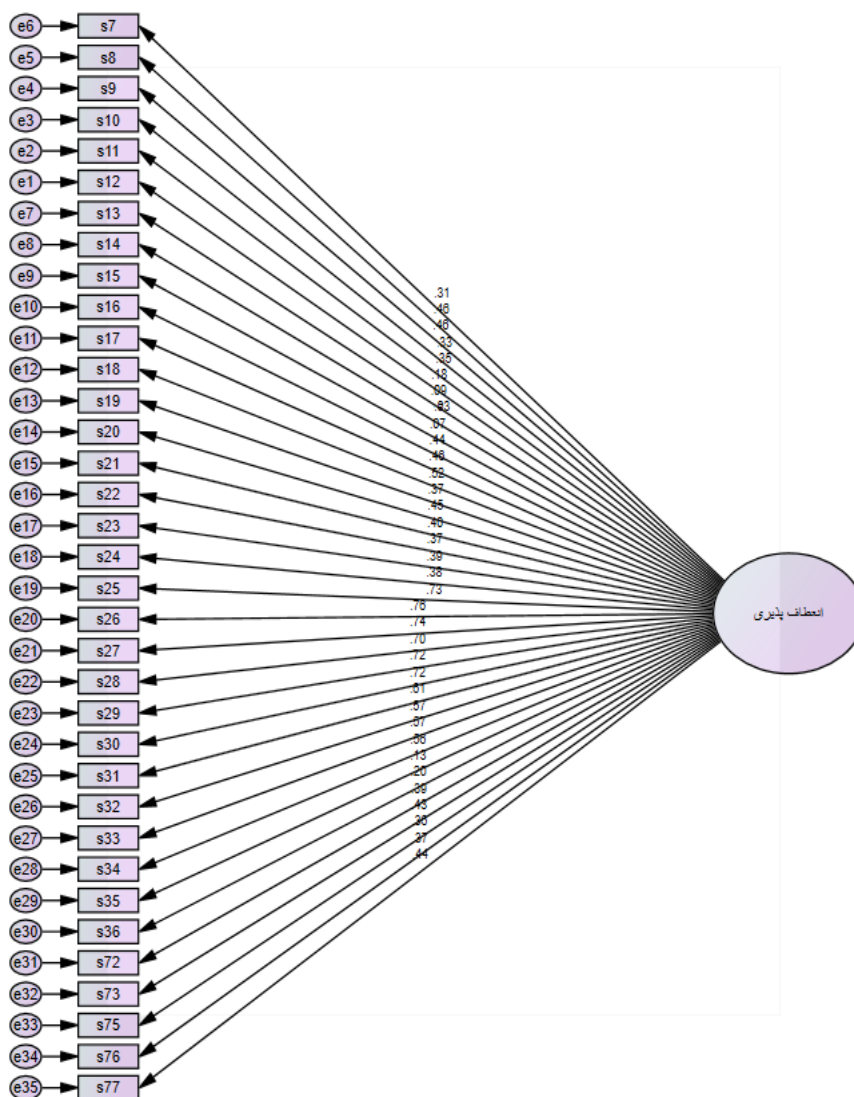 e6 s7
e5 s8
e4 s9
e3 s10
e2 s11
e1 s12
e7 s13
e8 s14
e9 s15
e10 s16
e11 s17
e12 s18
e13 s19
e14 s20
e15 s21
e16 s22
e17 s23
e18 s24
e19 s25
e20 s26
e21 s27
e22 s28
e23 s29
e24 s30
e25 s31
e26 s32
e27 s33
e28 s34
e29 s35
e30 s36
e31 s72
e32 s73
e33 s75
e34 s76
e35 s77
.31
.46
.46
.33
.35
.18
.09
.07
.44
.52
.37
.45
.37
.39
.38
.73
.76
.74
.70
.72
.72
.61
.57
.57
.13
.20
.39
.43
.37
.44
انعطاف پذیری